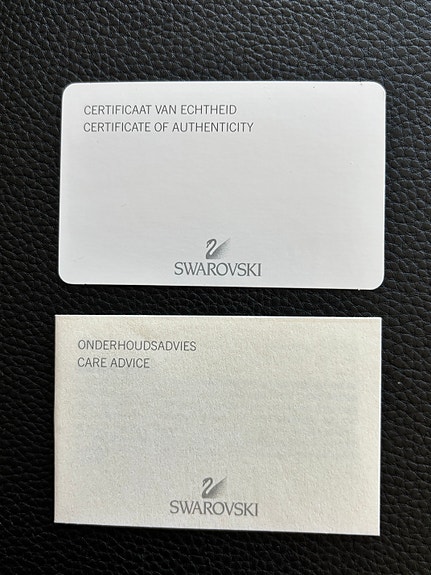 CERTIFICAAT VAN ECHTHEID
CERTIFICATE OF AUTHENTICITY
SWAROVSKI
ONDERHOUDSADVIES
CARE ADVICE
SWAROVSKI